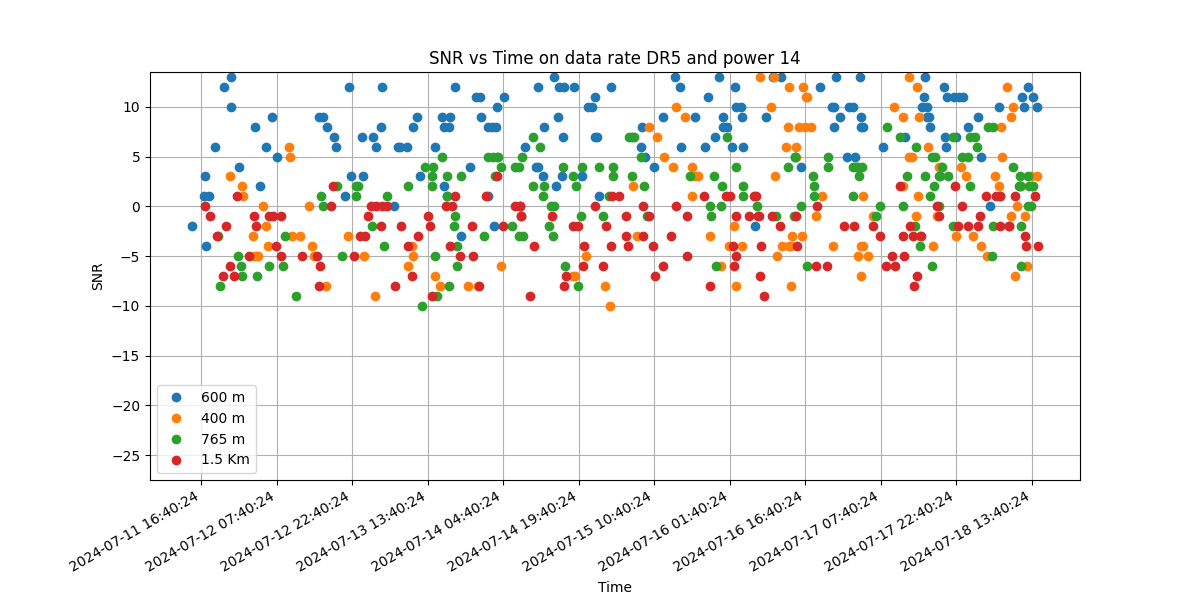 SNR vs Time on data rate DR5 and power 14
SNR
10
5
0
−5
−10
−15
−20
−25
600 m
400 m
765 m
1.5 Km
2024-07-11 16:40:24
2024-07-12 07:40:24
2024-07-12 22:40:24
2024-07-13 13:40:24
2024-07-14 04:40:24
2024-07-14 19:40:24
2024-07-15 10:40:24
2024-07-16 01:40:24
2024-07-16 16:40:24
2024-07-17 07:40:24
2024-07-17 22:40:24
2024-07-18 13:40:24
Time